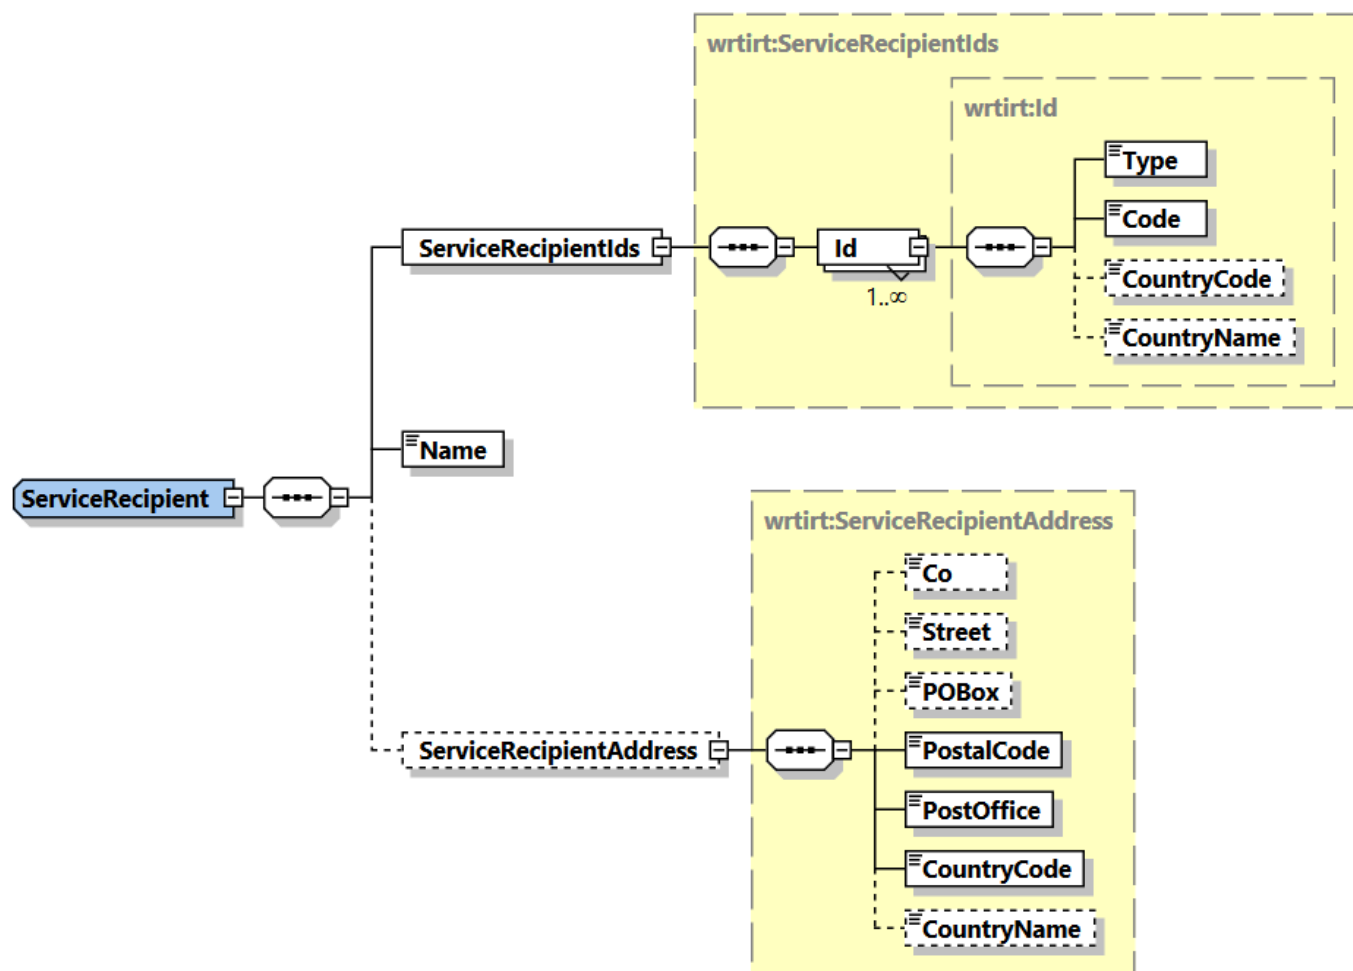 wrtirt:ServiceRecipientIds
wrtirt:Id
Type
Code
CountryCode
CountryName
ServiceRecipientIds
Id
1..∞
Name
ServiceRecipient
wrtirt:ServiceRecipientAddress
Co
Street
POBox
PostalCode
PostOffice
CountryCode
CountryName
ServiceRecipientAddress